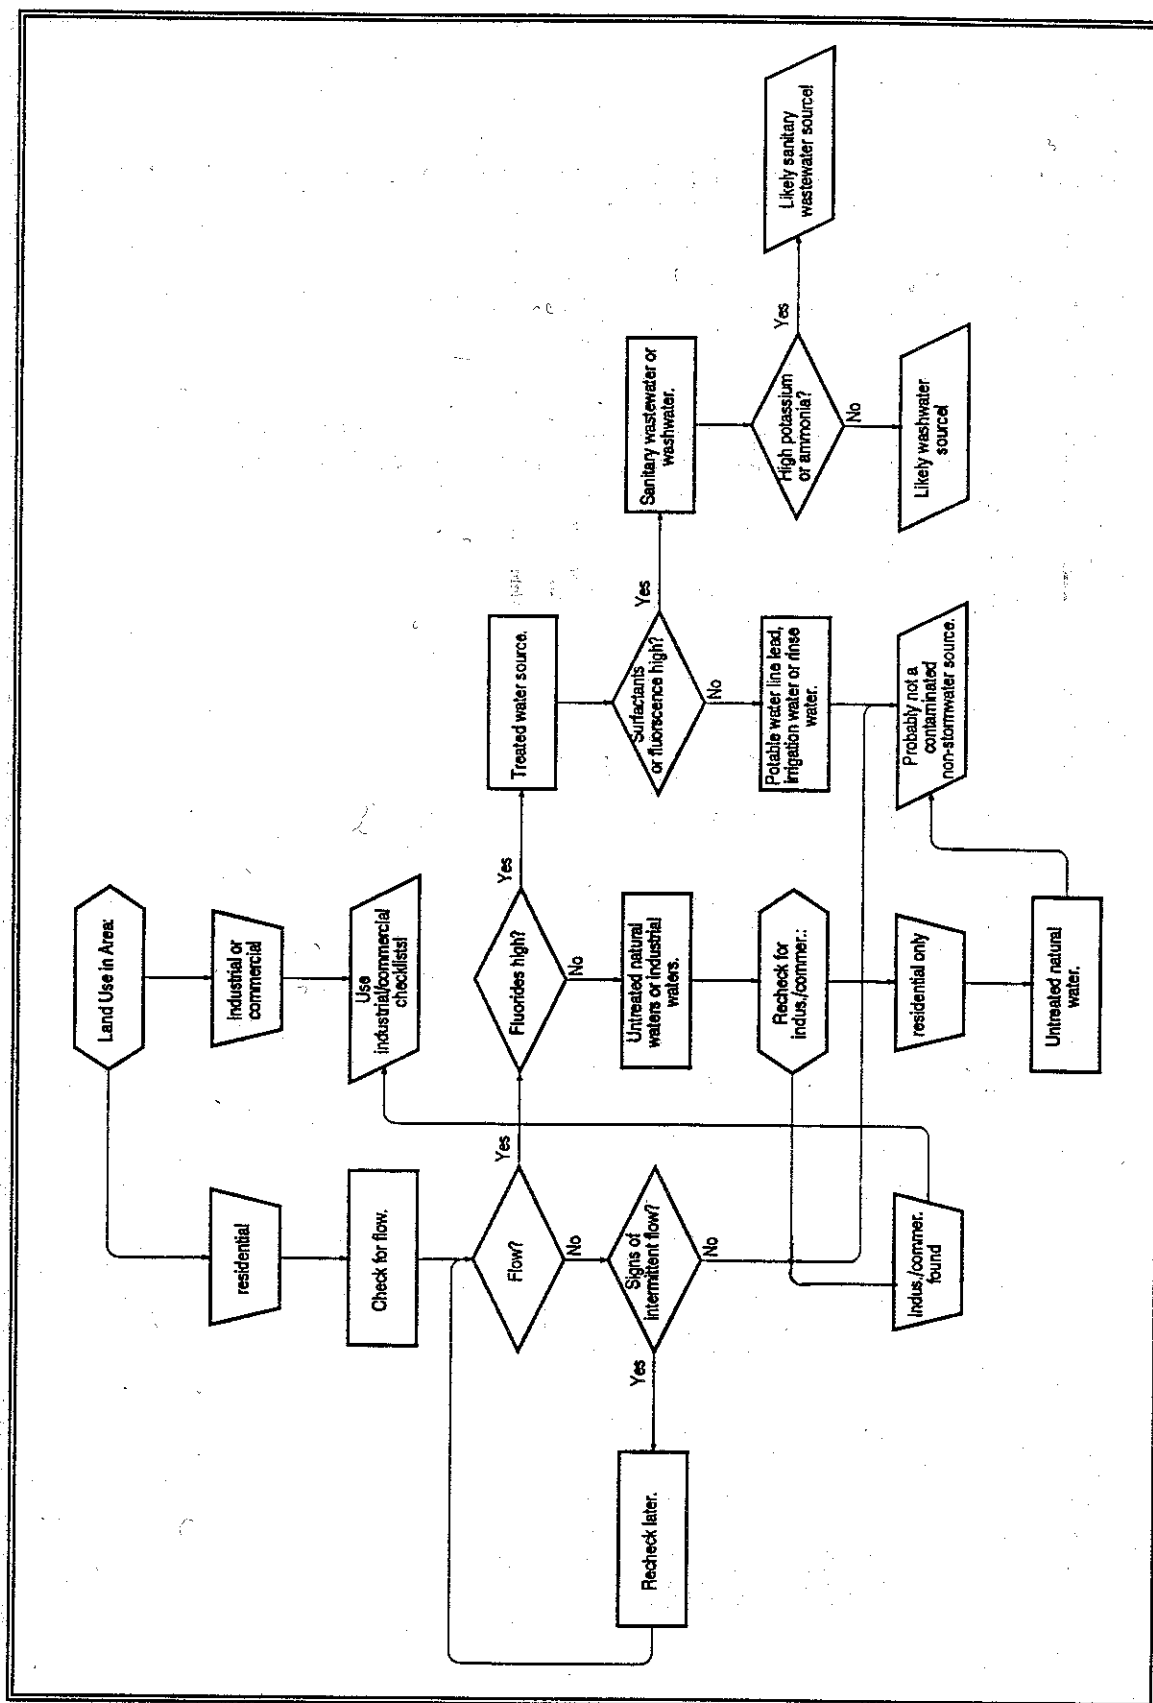 Land Use in Area:
residential
Industrial or
commercial
Check for flow.
Use
industrial/commercial
checklists!
Flow?
Yes
No
Fluorides high?
Yes
No
Treated water source.
Recheck later.
Yes
Signs of
intermittent flow?
No
Untreated natural
waters or industrial
waters.
Surfactants
or fluorescence high?
Yes
No
Sanitary wastewater or
washwater.
Recheck for
indus./commer.:
Potable water line lead,
irrigation water or rinse
water.
High potassium
or ammonia?
Yes
No
Likely sanitary
wastewater source!
Indus./commer.
found
residential only
Probably not a
contaminated
non-stormwater source.
Likely washwater
source!
Untreated natural
water.